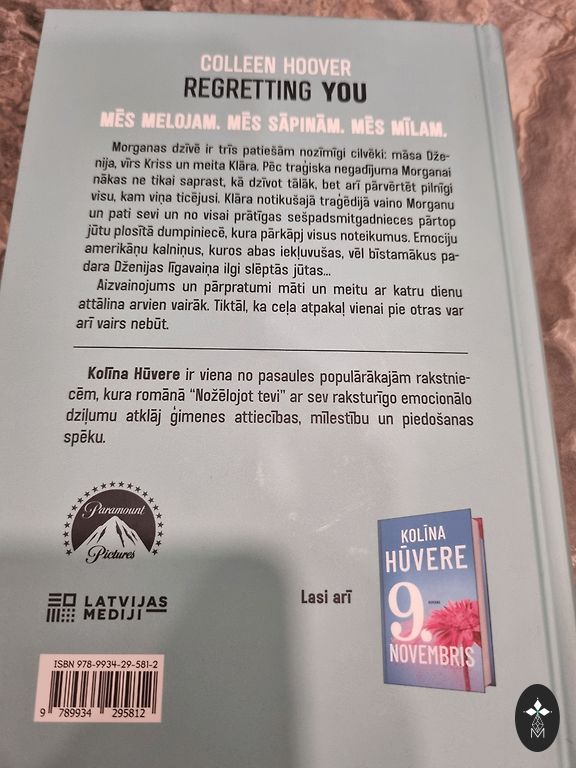 COLLEEN HOOVER
REGRETTING YOU
MĒS MELOJAM. MĒS SĀPINĀM. MĒS MĪLAM.
Morganas dzīvē ir trīs patiešām nozīmīgi cilvēki: māsa Dže-
nija, vīrs Kriss un meita Klāra. Pēc traģiska negadījuma Morganai
nākas ne tikai saprast, kā dzīvot tālāk, bet arī pārvērtēt pilnīgi
visu, kam viņa ticējusi. Klāra notikušajā traģēdijā vaino Morganu
un pati sevi un no visai prātīgas sešpadsmitgadnieces pārtop
jūtu plosītā dumpiniecē, kura pārkāpj visus noteikumus. Emociju
amerikāņu kalniņus, kuros abas iekļuvušas, vēl bīstamākus pa-
dara Dženijas līgavaiņa ilgi slēptās jūtas...
Aizvainojums un pārpratumi māti un meitu ar katru dienu
attālina arvien vairāk. Tiktāl, ka ceļa atpakaļ vienai pie otras var
arī vairs nebūt.
Kolīna Hūvere ir viena no pasaules populārākajām rakstnie-
cēm, kura romānā “Nožēlojot tevi” ar sev raksturīgo emocionālo
dziļumu atklāj ģimenes attiecības, mīlestību un piedošanas
spēku.
Paramount
Pictures
LATVIJAS
MEDIJI
Lasi arī
KOLĪNA
HŪVERE
9.
ROMĀNS
NOVEMBRIS
ISBN 978-9934-29-581-2
9 789934 295812
M